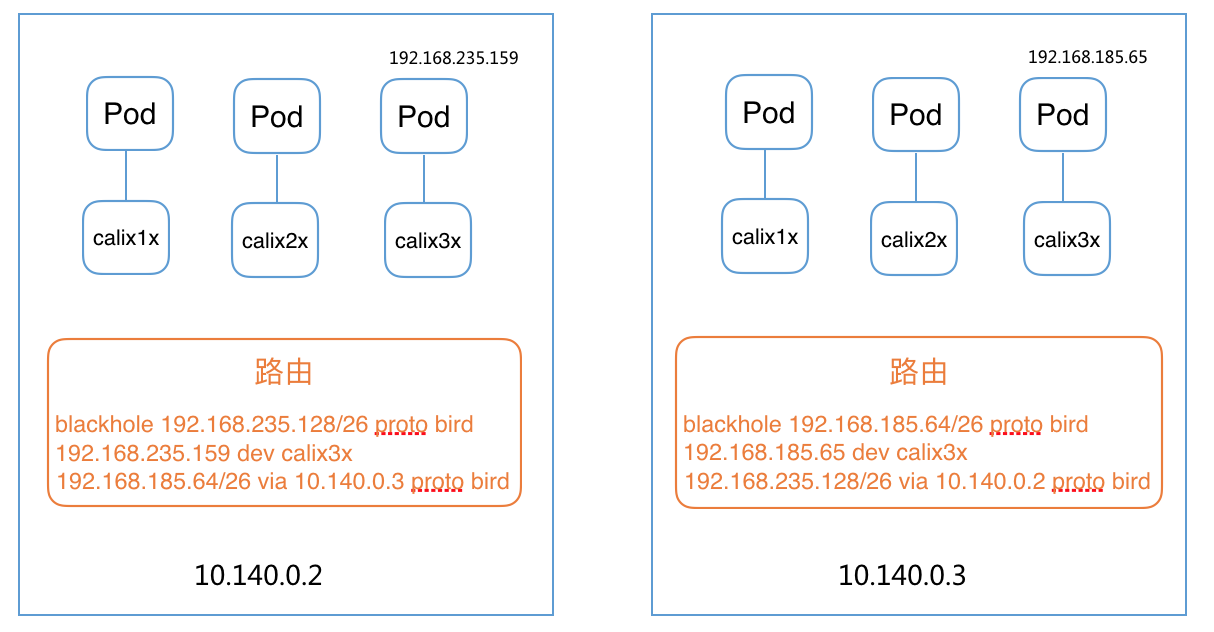 192.168.235.159
Pod
Pod
Pod
calix1x
calix2x
calix3x
路由
blackhole 192.168.235.128/26 proto bird
192.168.235.159 dev calix3x
192.168.185.64/26 via 10.140.0.3 proto bird
10.140.0.2
192.168.185.65
Pod
Pod
Pod
calix1x
calix2x
calix3x
路由
blackhole 192.168.185.64/26 proto bird
192.168.185.65 dev calix3x
192.168.235.128/26 via 10.140.0.2 proto bird
10.140.0.3